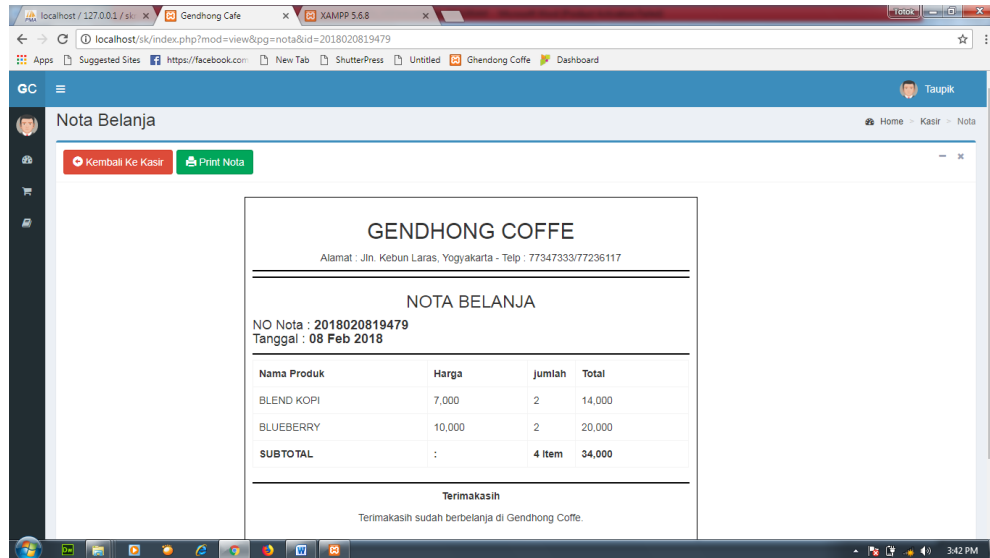 localhost / 127.0.0.1 / sk
Gendhong Cafe
XAMPP 5.6.8
Totok
localhost/sk/index.php?mod=view&pg=nota&id=2018020819479
Apps Suggested Sites https://facebook.com New Tab ShutterPress Untitled Ghendong Coffe Dashboard
GC Taupik
Nota Belanja Home > Kasir > Nota
Kembali Ke Kasir Print Nota
GENDHONG COFFE
Alamat : Jln. Kebun Laras, Yogyakarta - Telp : 77347333/77236117
NOTA BELANJA
NO Nota : 2018020819479
Tanggal : 08 Feb 2018
Nama Produk Harga jumlah Total
BLEND KOPI 7,000 2 14,000
BLUEBERRY 10,000 2 20,000
SUBTOTAL : 4 Item 34,000
Terimakasih
Terimakasih sudah berbelanja di Gendhong Coffe.
Dw W 3:42 PM